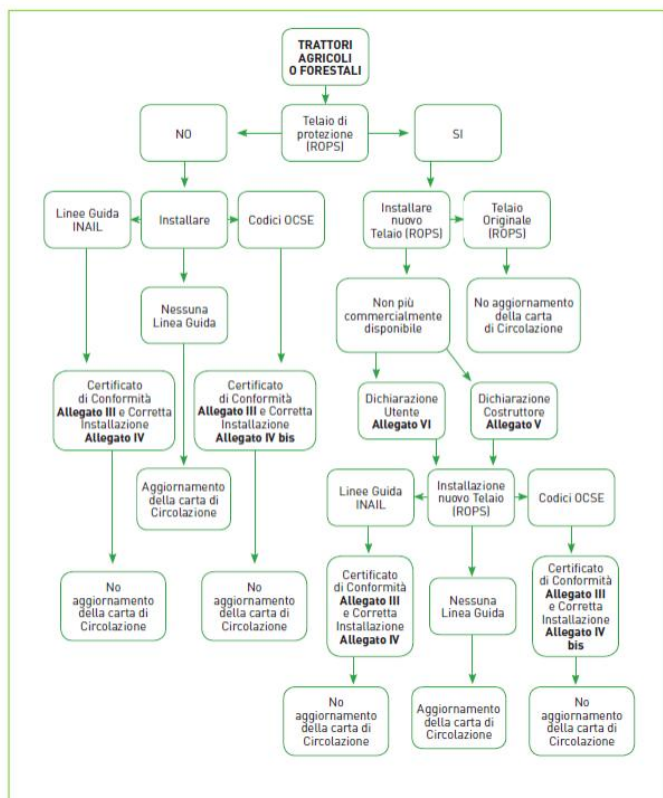 TRATTORI
AGRICOLI
O FORESTALI
NO
Telaio di
protezione
(ROPS)
SI
Linee Guida
INAIL
Installare
Codici OCSE
Installare
nuovo
Telaio (ROPS)
Telaio
Originale
(ROPS)
Nessuna
Linea Guida
Non più
commercialmente
disponibile
No aggiornamento
della carta
di Circolazione
Certificato
di Conformità
Allegato III e Corretta
Installazione
Allegato IV
Certificato
di Conformità
Allegato III e Corretta
Installazione
Allegato IV bis
Dichiarazione
Utente
Allegato VI
Dichiarazione
Costruttore
Allegato V
Aggiornamento
della carta di
Circolazione
Linee Guida
INAIL
Installazione
nuovo Telaio
(ROPS)
Codici OCSE
No
aggiornamento
della carta di
Circolazione
No
aggiornamento
della carta di
Circolazione
Certificato
di Conformità
Allegato III
e Corretta
Installazione
Allegato IV
Nessuna
Linea Guida
Certificato
di Conformità
Allegato III
e Corretta
Installazione
Allegato IV
bis
No
aggiornamento
della carta di
Circolazione
Aggiornamento
della carta di
Circolazione
No
aggiornamento
della carta di
Circolazione